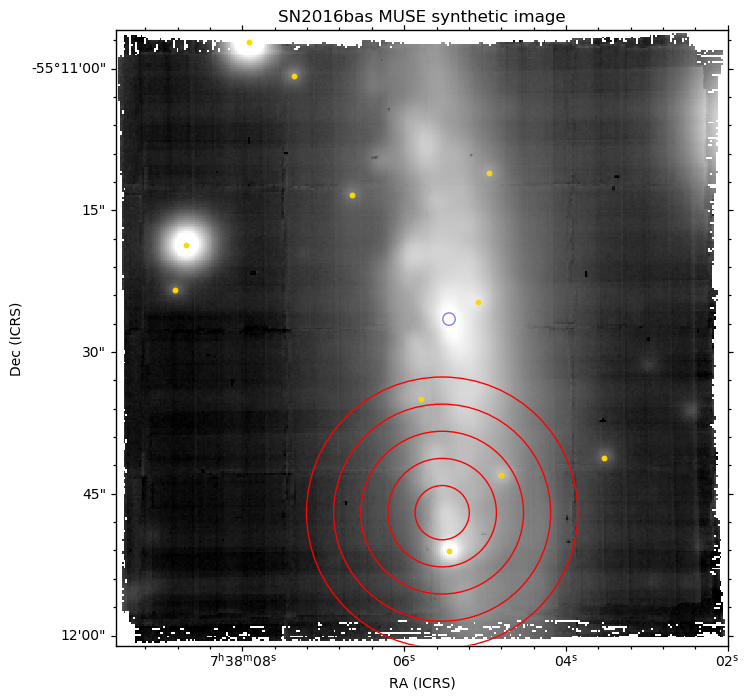 SN2016bas MUSE synthetic image
-55°11'00"
15"
30"
45"
12'00"
Dec (ICRS)
7ʰ38ᵐ08ˢ
06ˢ
04ˢ
02ˢ
RA (ICRS)